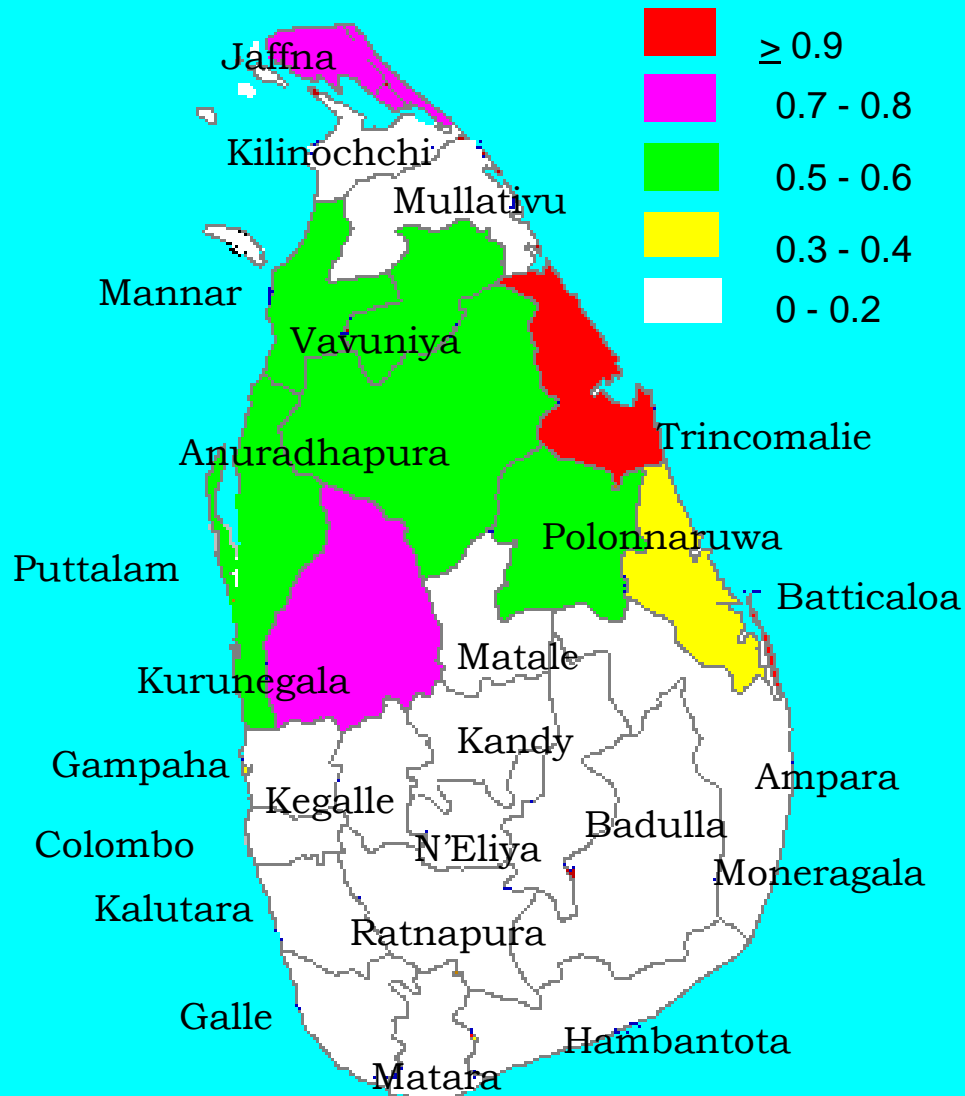 Jaffna
≥ 0.9
0.7 - 0.8
Kilinochchi
0.5 - 0.6
Mullativu
0.3 - 0.4
Mannar
0 - 0.2
Vavuniya
Trincomalie
Anuradhapura
Polonnaruwa
Puttalam
Batticaloa
Matale
Kurunegala
Kandy
Gampaha
Ampara
Kegalle
Badulla
Colombo
N'Eliya
Moneragala
Kalutara
Ratnapura
Galle
Hambantota
Matara